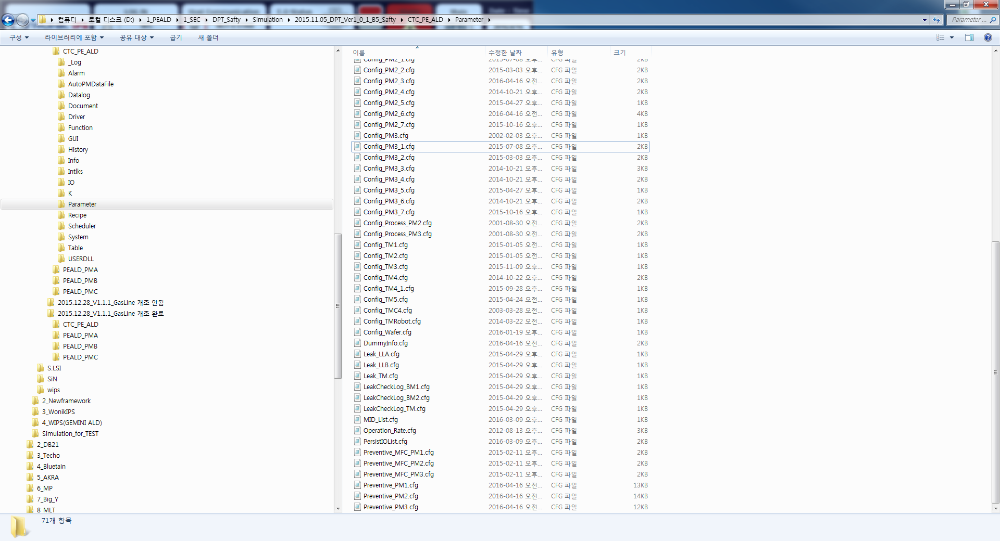 컴퓨터 로컬 디스크 (D:) 1_PEALD 1_SEC DPT_Safty Simulation 2015.11.05_DPT_Ver1_0_1_B5_Safty CTC_PE_ALD Parameter
Parameter ...
구성 라이브러리에 포함 공유 대상 굽기 새 폴더
CTC_PE_ALD
_Log
Alarm
AutoPMDataFile
Datalog
Document
Driver
Function
GUI
History
Info
Intlks
IO
K
Parameter
Recipe
Scheduler
System
Table
USERDLL
PEALD_PMA
PEALD_PMB
PEALD_PMC
2015.12.28_V1.1.1_GasLine 개조 안됨
2015.12.28_V1.1.1_GasLine 개조 완료
CTC_PE_ALD
PEALD_PMA
PEALD_PMB
PEALD_PMC
S.LSI
SiN
wips
2_Newframework
3_WonikIPS
4_WIPS(GEMINI ALD)
Simulation_for_TEST
2_DB21
3_Techo
4_Bluetain
5_AKRA
6_MP
7_Big_Y
8_MLT
이름 수정한 날짜 유형 크기
Config_PM2_1.cfg 2015-07-08 오후... CFG 파일 2KB
Config_PM2_2.cfg 2015-03-03 오후... CFG 파일 2KB
Config_PM2_3.cfg 2016-04-16 오전... CFG 파일 2KB
Config_PM2_4.cfg 2014-10-21 오후... CFG 파일 2KB
Config_PM2_5.cfg 2015-04-27 오후... CFG 파일 1KB
Config_PM2_6.cfg 2016-04-16 오전... CFG 파일 4KB
Config_PM2_7.cfg 2015-10-16 오후... CFG 파일 1KB
Config_PM3.cfg 2002-02-03 오후... CFG 파일 1KB
Config_PM3_1.cfg 2015-07-08 오후... CFG 파일 2KB
Config_PM3_2.cfg 2015-03-03 오후... CFG 파일 2KB
Config_PM3_3.cfg 2014-10-21 오후... CFG 파일 3KB
Config_PM3_4.cfg 2014-10-21 오후... CFG 파일 2KB
Config_PM3_5.cfg 2015-04-27 오후... CFG 파일 1KB
Config_PM3_6.cfg 2014-10-21 오후... CFG 파일 2KB
Config_PM3_7.cfg 2015-10-16 오후... CFG 파일 1KB
Config_Process_PM2.cfg 2001-08-30 오전... CFG 파일 2KB
Config_Process_PM3.cfg 2001-08-30 오전... CFG 파일 2KB
Config_TM1.cfg 2015-01-05 오전... CFG 파일 1KB
Config_TM2.cfg 2015-01-05 오전... CFG 파일 1KB
Config_TM3.cfg 2015-11-09 오후... CFG 파일 1KB
Config_TM4.cfg 2014-10-22 오후... CFG 파일 2KB
Config_TM4_1.cfg 2015-09-28 오후... CFG 파일 1KB
Config_TM5.cfg 2015-04-24 오전... CFG 파일 1KB
Config_TMC4.cfg 2003-03-28 오전... CFG 파일 1KB
Config_TMRobot.cfg 2014-03-22 오전... CFG 파일 1KB
Config_Wafer.cfg 2016-01-19 오후... CFG 파일 1KB
DummyInfo.cfg 2016-04-16 오전... CFG 파일 2KB
Leak_LLA.cfg 2015-04-29 오후... CFG 파일 1KB
Leak_LLB.cfg 2015-04-29 오후... CFG 파일 1KB
Leak_TM.cfg 2015-04-29 오후... CFG 파일 1KB
LeakCheckLog_BM1.cfg 2015-04-29 오후... CFG 파일 1KB
LeakCheckLog_BM2.cfg 2015-04-29 오후... CFG 파일 1KB
LeakCheckLog_TM.cfg 2015-04-29 오후... CFG 파일 1KB
MID_List.cfg 2016-03-09 오후... CFG 파일 1KB
Operation_Rate.cfg 2012-08-13 오후... CFG 파일 3KB
PersistIOList.cfg 2016-03-09 오후... CFG 파일 2KB
Preventive_MFC_PM1.cfg 2015-02-11 오후... CFG 파일 2KB
Preventive_MFC_PM2.cfg 2015-02-11 오후... CFG 파일 2KB
Preventive_MFC_PM3.cfg 2015-02-11 오후... CFG 파일 2KB
Preventive_PM1.cfg 2016-04-16 오전... CFG 파일 13KB
Preventive_PM2.cfg 2016-04-16 오전... CFG 파일 14KB
Preventive_PM3.cfg 2016-04-16 오전... CFG 파일 12KB
71개 항목